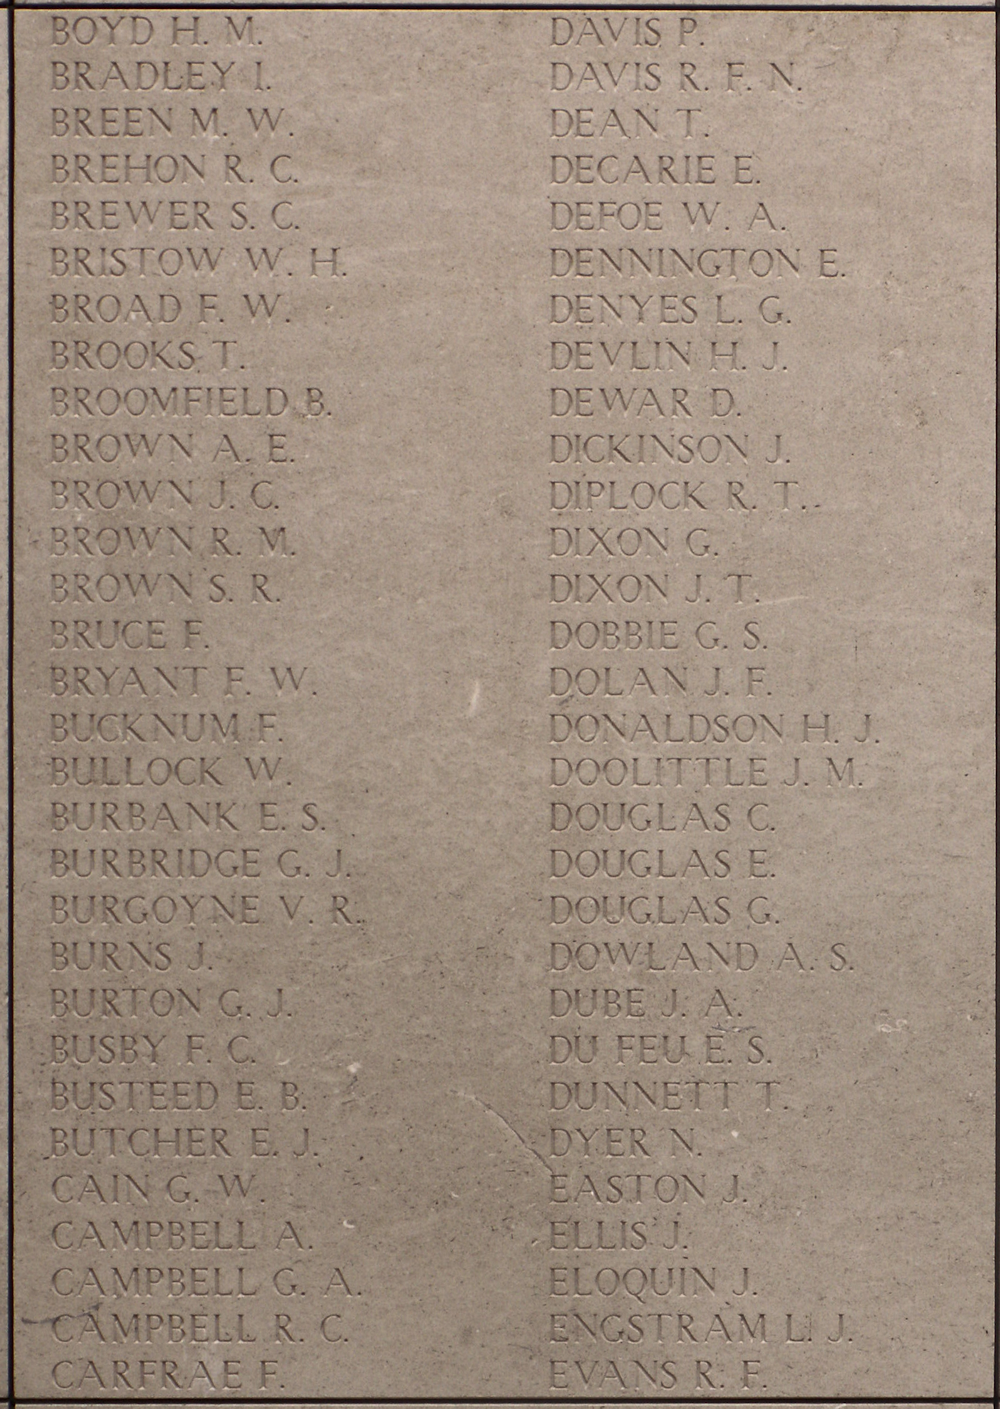 BOYD H. M.
BRADLEY I.
BREEN M. W.
BREHON R. C.
BREWER S. C.
BRISTOW W. H.
BROAD F. W.
BROOKS T.
BROOMFIELD B.
BROWN A. E.
BROWN J. C.
BROWN R. M.
BROWN S. R.
BRUCE F.
BRYANT F. W.
BUCKNUM F.
BULLOCK W.
BURBANK E. S.
BURBRIDGE G. J.
BURGOYNE V. R.
BURNS J.
BURTON G. J.
BUSBY F. C.
BUSTEED E. B.
BUTCHER E. J.
CAIN G. W.
CAMPBELL A.
CAMPBELL G. A.
CAMPBELL R. C.
CARFRAE F.
DAVIS P.
DAVIS R. F. N.
DEAN T.
DECARIE E.
DEFOE W. A.
DENNINGTON E.
DENYES L. G.
DEVLIN H. J.
DEWAR D.
DICKINSON J.
DIPLOCK R. T.
DIXON G.
DIXON J. T.
DOBBIE G. S.
DOLAN J. F.
DONALDSON H. J.
DOOLITTLE J. M.
DOUGLAS C.
DOUGLAS E.
DOUGLAS G.
DOWLAND A. S.
DUBE J. A.
DU FEU E. S.
DUNNETT T.
DYER N.
EASTON J.
ELLIS J.
ELOQUIN J.
ENGSTRAM L. J.
EVANS R. F.